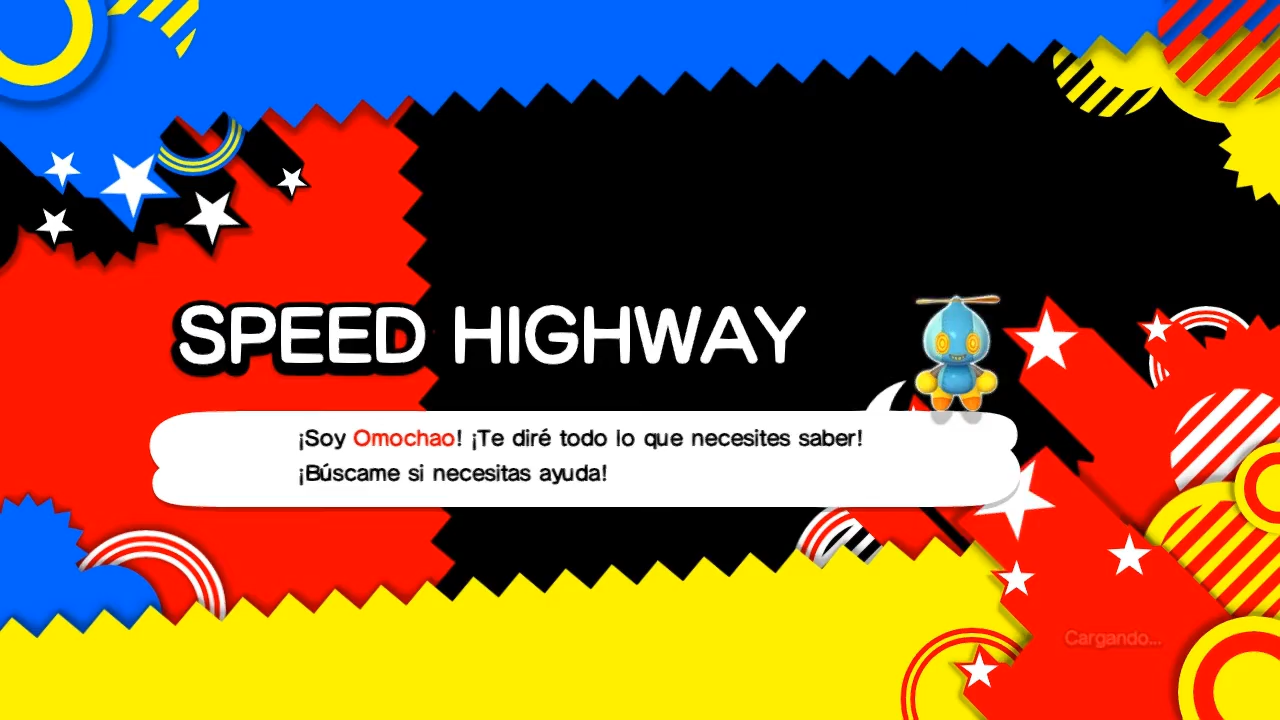 SPEED HIGHWAY
¡Soy Omochao! ¡Te diré todo lo que necesites saber!
¡Búscame si necesitas ayuda!
Cargando...